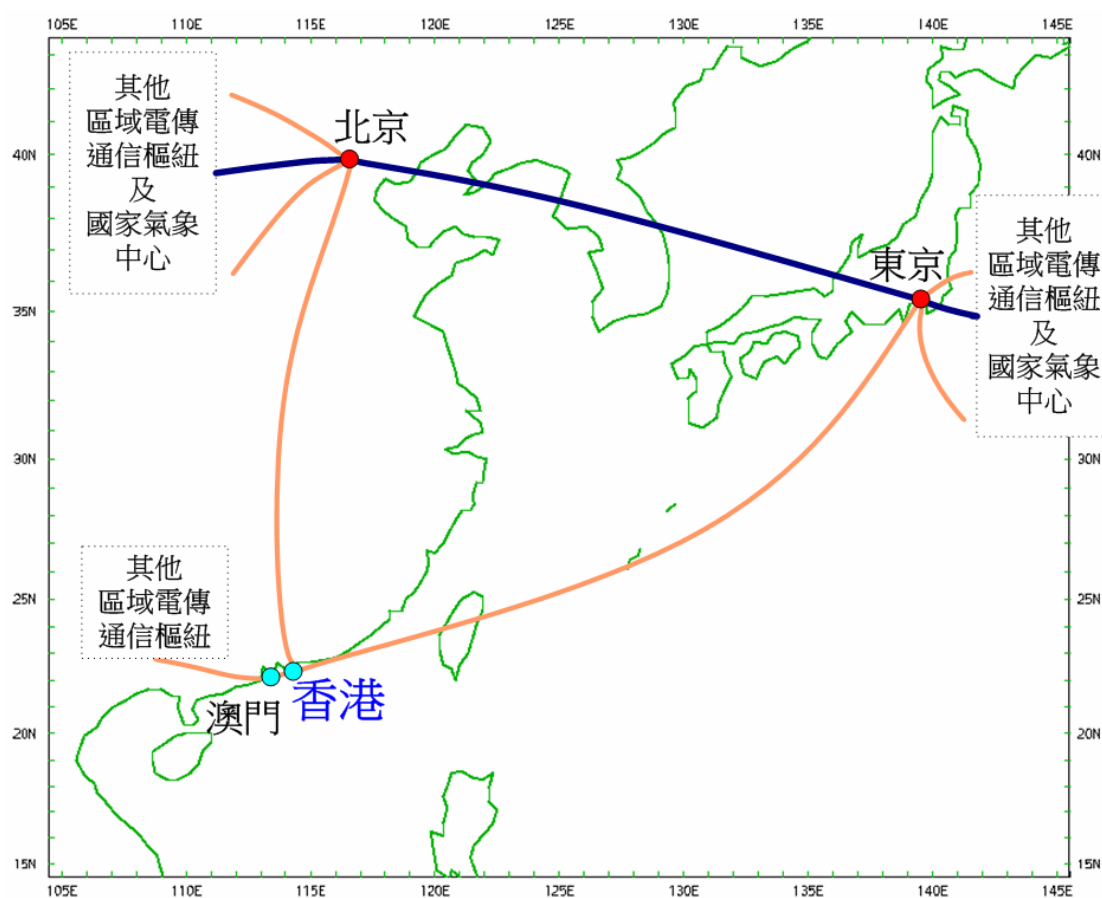 105E 110E 115E 120E 125E 130E 135E 140E 145E
其他
區域電傳
通信樞紐
及
國家氣象
中心
北京
40N
40N
東京
其他
區域電傳
通信樞紐
及
國家氣象
中心
35N
30N
30N
其他
區域電傳
通信樞紐
25N
25N
香港
澳門
20N
20N
15N
15N
105E 110E 115E 120E 125E 130E 135E 140E 145E